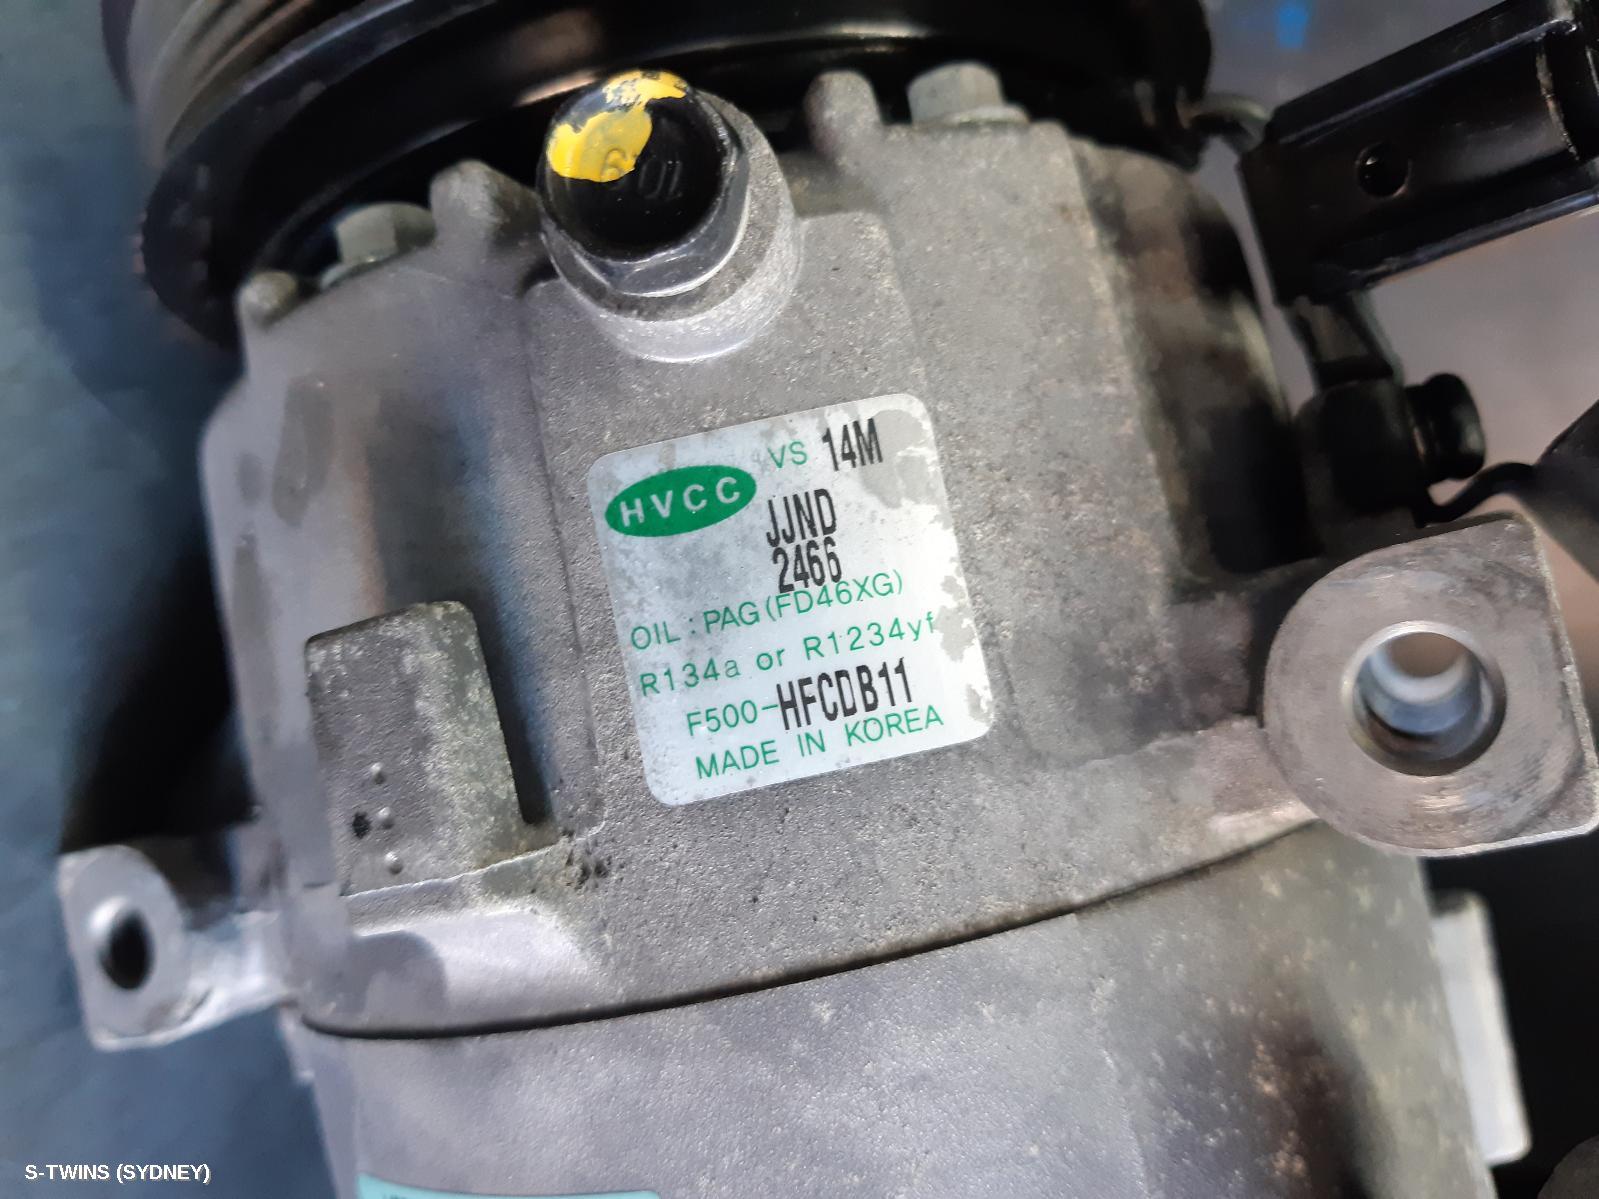 HVCC VS 14M
JJND
2466
OIL : PAG(FD46XG)
R134a or R1234yf
F500-HFCDB11
MADE IN KOREA
S-TWINS (SYDNEY)